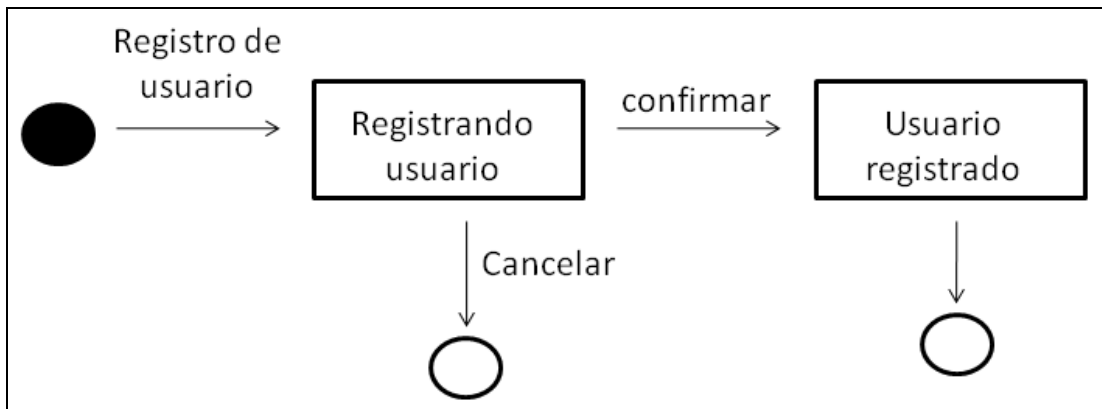 Registro de
usuario
Registrando
usuario
confirmar
Usuario
registrado
Cancelar